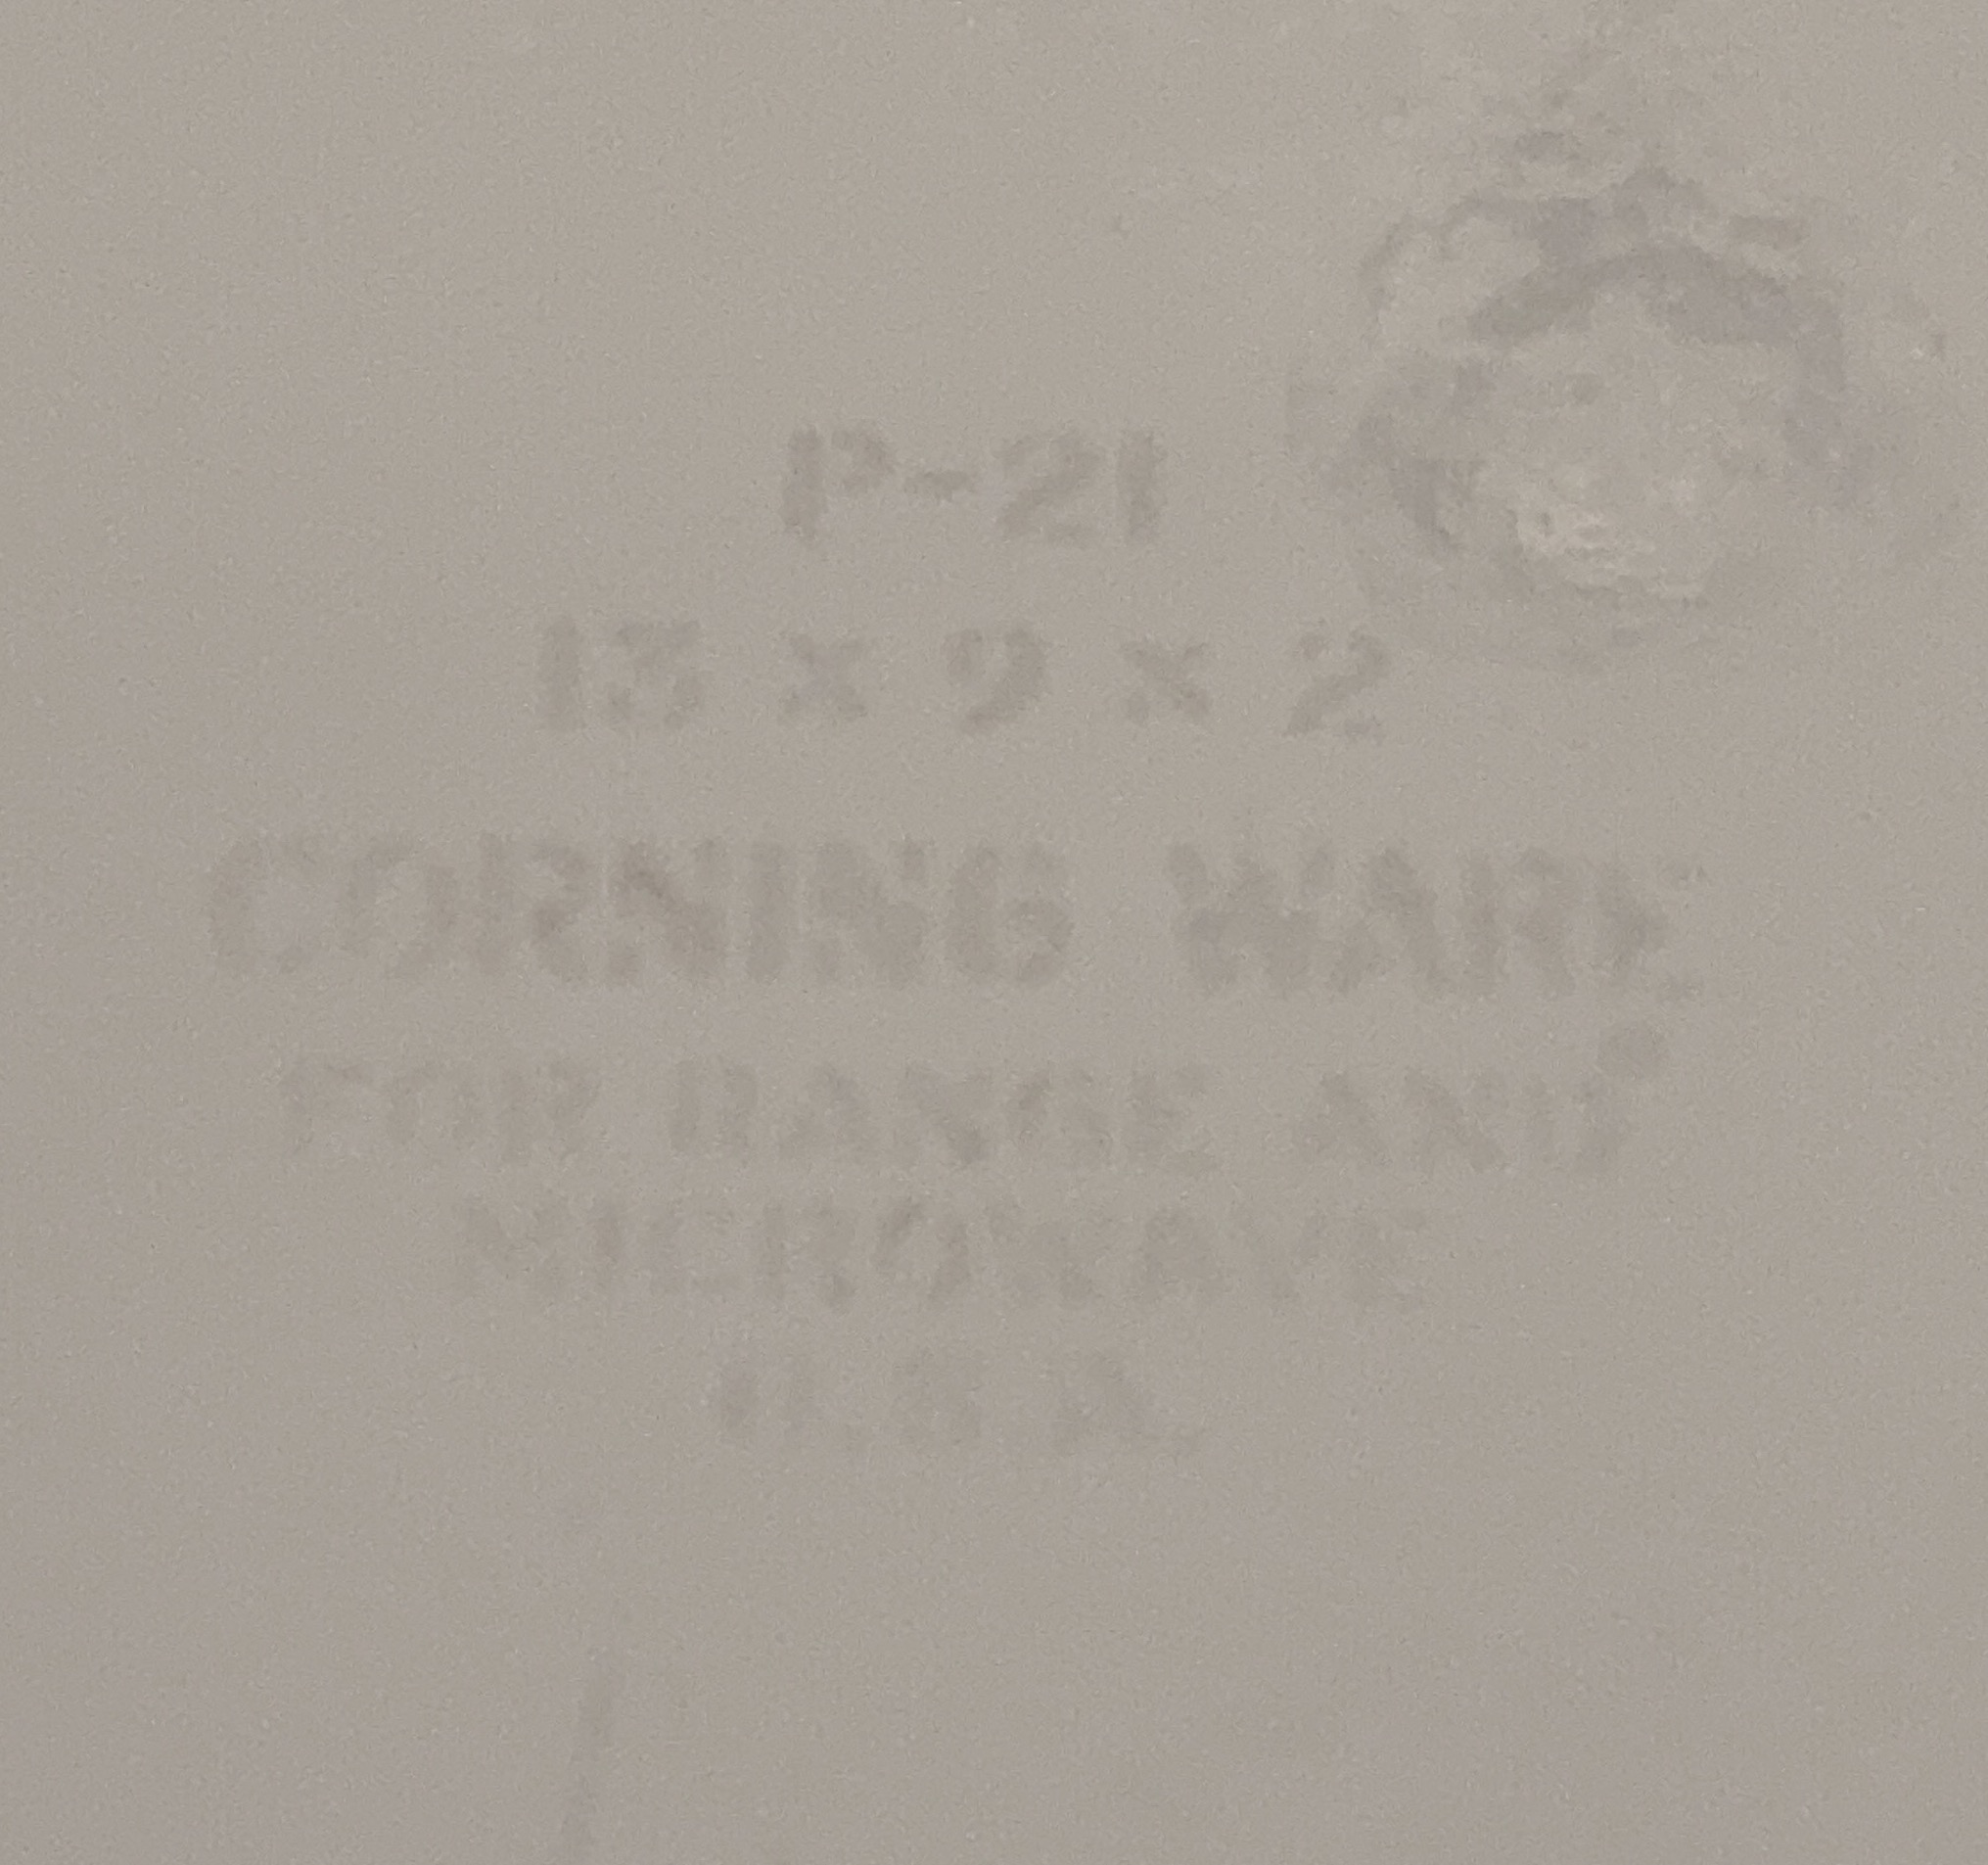 P-21
13 x 9 x 2
CORNING WARE
FOR RANGE AND
MICROWAVE
U.S.A.